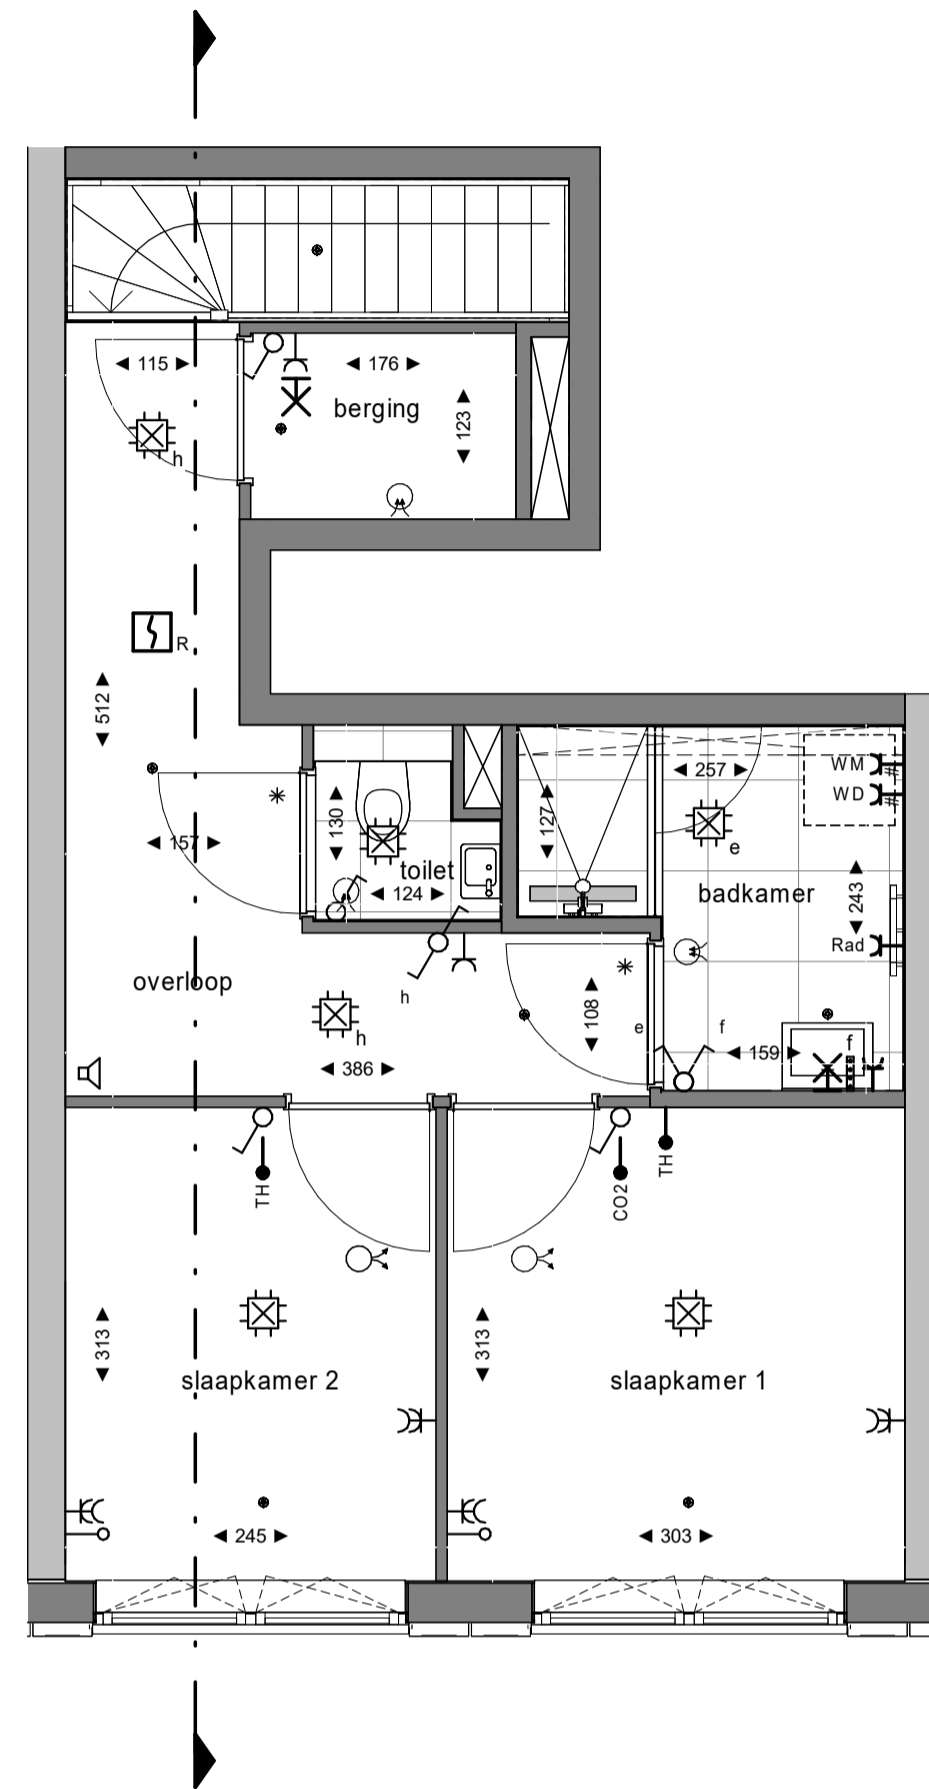 115
176
berging
123
h
R
512
257
WM
WD
130
127
157
e
toilet
124
badkamer
243
Rad
overloop
h
108
e
f
h
f
386
159
TH
CO2
TH
313
313
slaapkamer 2
slaapkamer 1
245
303